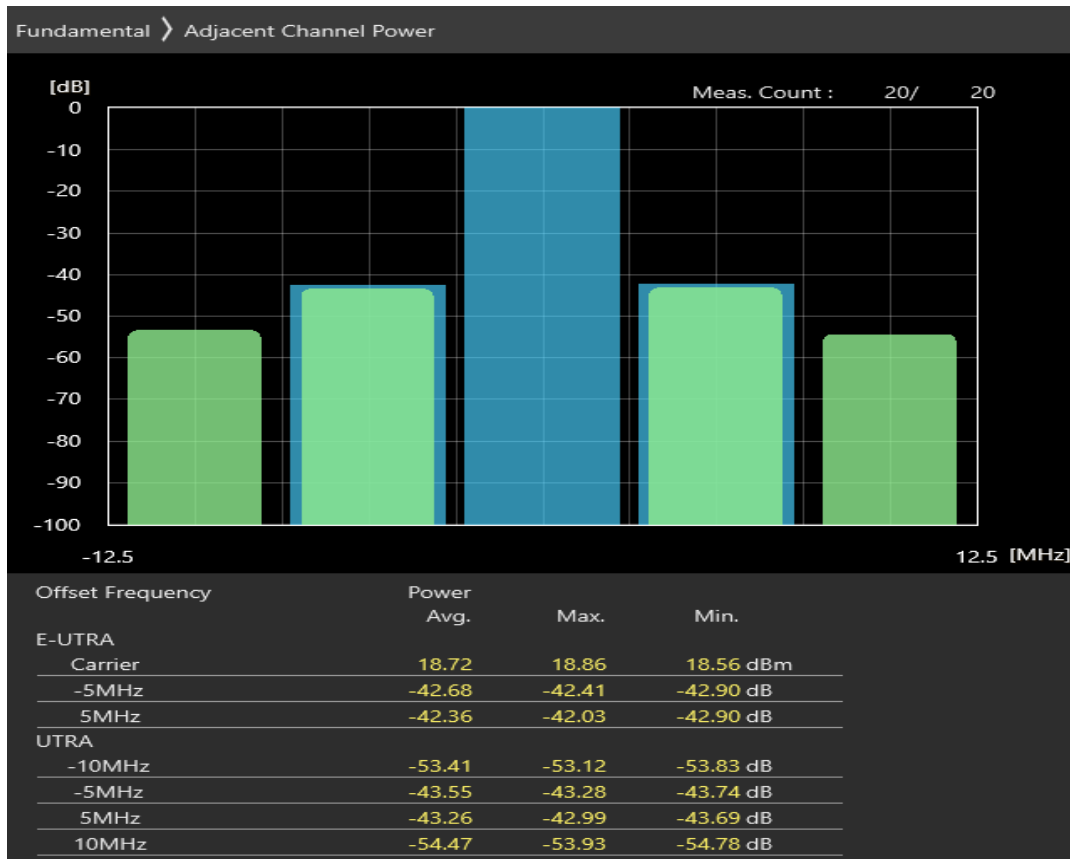 Fundamental 〉 Adjacent Channel Power
[dB]
Meas. Count : 20/ 20
0
-10
-20
-30
-40
-50
-60
-70
-80
-90
-100
-12.5 12.5 [MHz]
Offset Frequency Power
Avg. Max. Min.
E-UTRA
Carrier 18.72 18.86 18.56 dBm
-5MHz -42.68 -42.41 -42.90 dB
5MHz -42.36 -42.03 -42.90 dB
UTRA
-10MHz -53.41 -53.12 -53.83 dB
-5MHz -43.55 -43.28 -43.74 dB
5MHz -43.26 -42.99 -43.69 dB
10MHz -54.47 -53.93 -54.78 dB